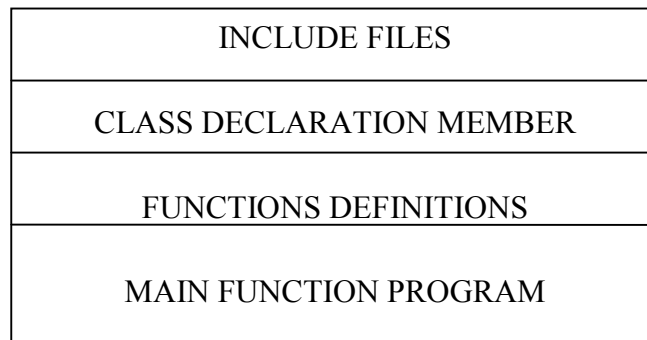 INCLUDE FILES
CLASS DECLARATION MEMBER
FUNCTIONS DEFINITIONS
MAIN FUNCTION PROGRAM